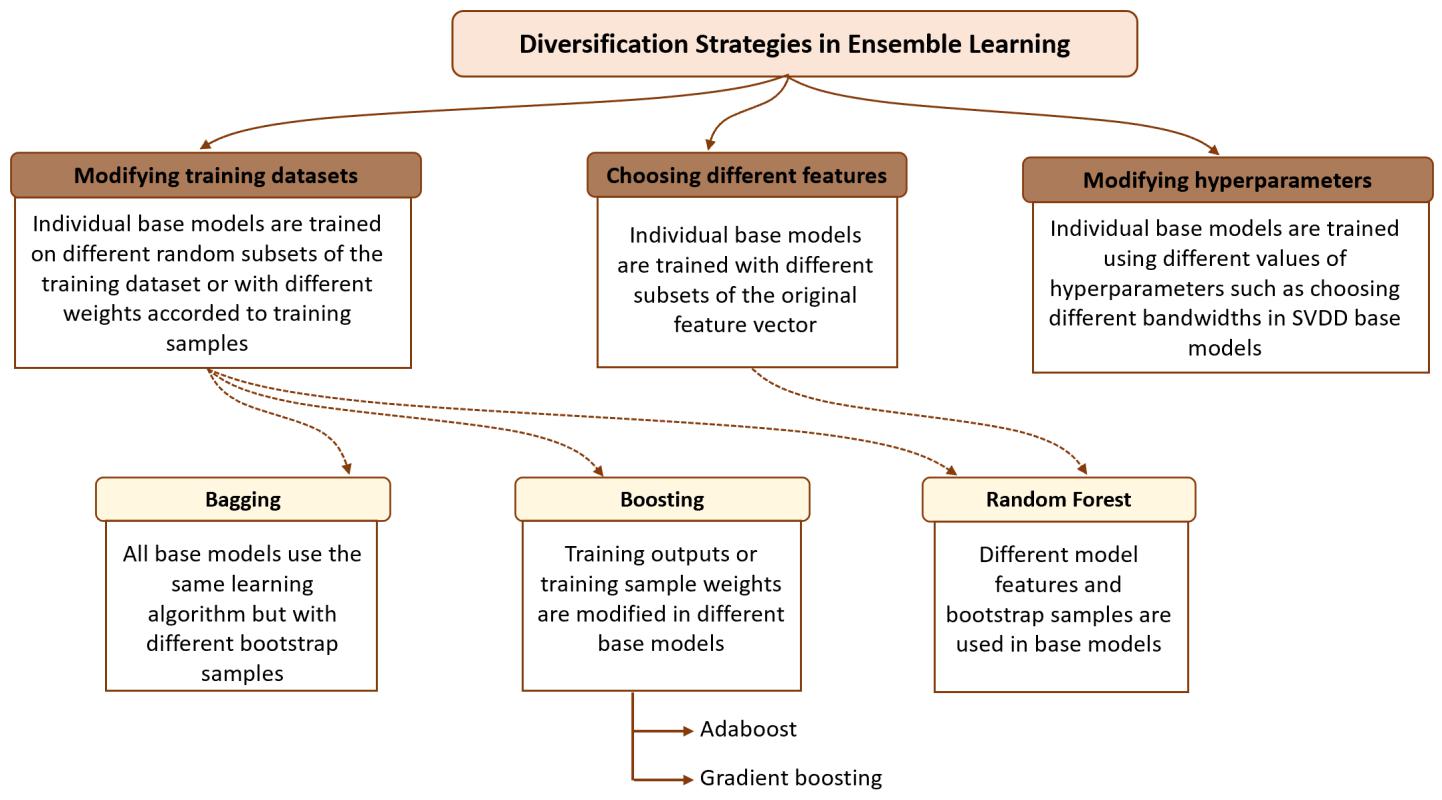 Diversification Strategies in Ensemble Learning
Modifying training datasets
Individual base models are trained
on different random subsets of the
training dataset or with different
weights accorded to training
samples
Choosing different features
Individual base models
are trained with different
subsets of the original
feature vector
Modifying hyperparameters
Individual base models are trained
using different values of
hyperparameters such as choosing
different bandwidths in SVDD base
models
Bagging
All base models use the
same learning
algorithm but with
different bootstrap
samples
Boosting
Training outputs or
training sample weights
are modified in different
base models
Adaboost
Gradient boosting
Random Forest
Different model
features and
bootstrap samples are
used in base models